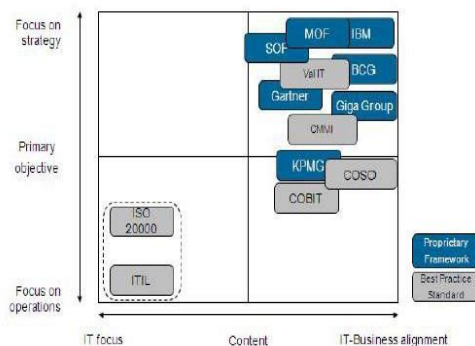 Focus on
strategy
MOF
IBM
SOF
Val IT
BCG
Gartner
Giga Group
CMMI
Primary
objective
KPMG
COSO
COBIT
ISO
20000
ITIL
Proprietary
Framework
Best Practice
Standard
Focus on
operations
IT focus
Content
IT-Business alignment